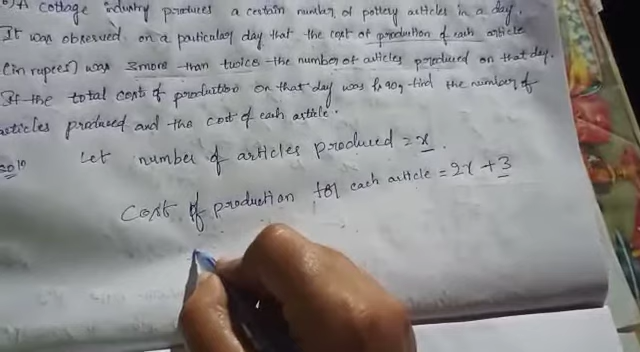 A cottage industry produces a certain number of pottery articles in a day.
It was observed on a particular day that the cost of production of each article
(in rupees) was 3 more than twice the number of articles produced on that day.
If the total cost of production on that day was Rs 90, find the number of
articles produced and the cost of each article.
Let number of articles produced = x.
Cost of production for each article = 2x + 3